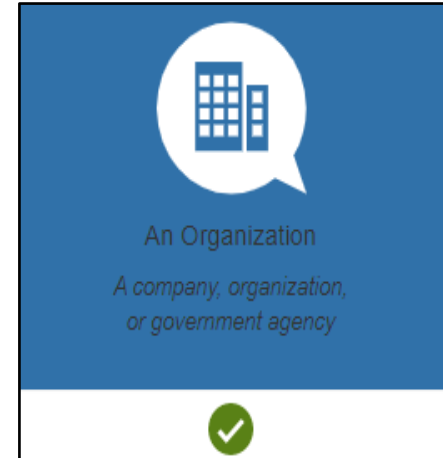 An Organization
A company, organization,
or government agency